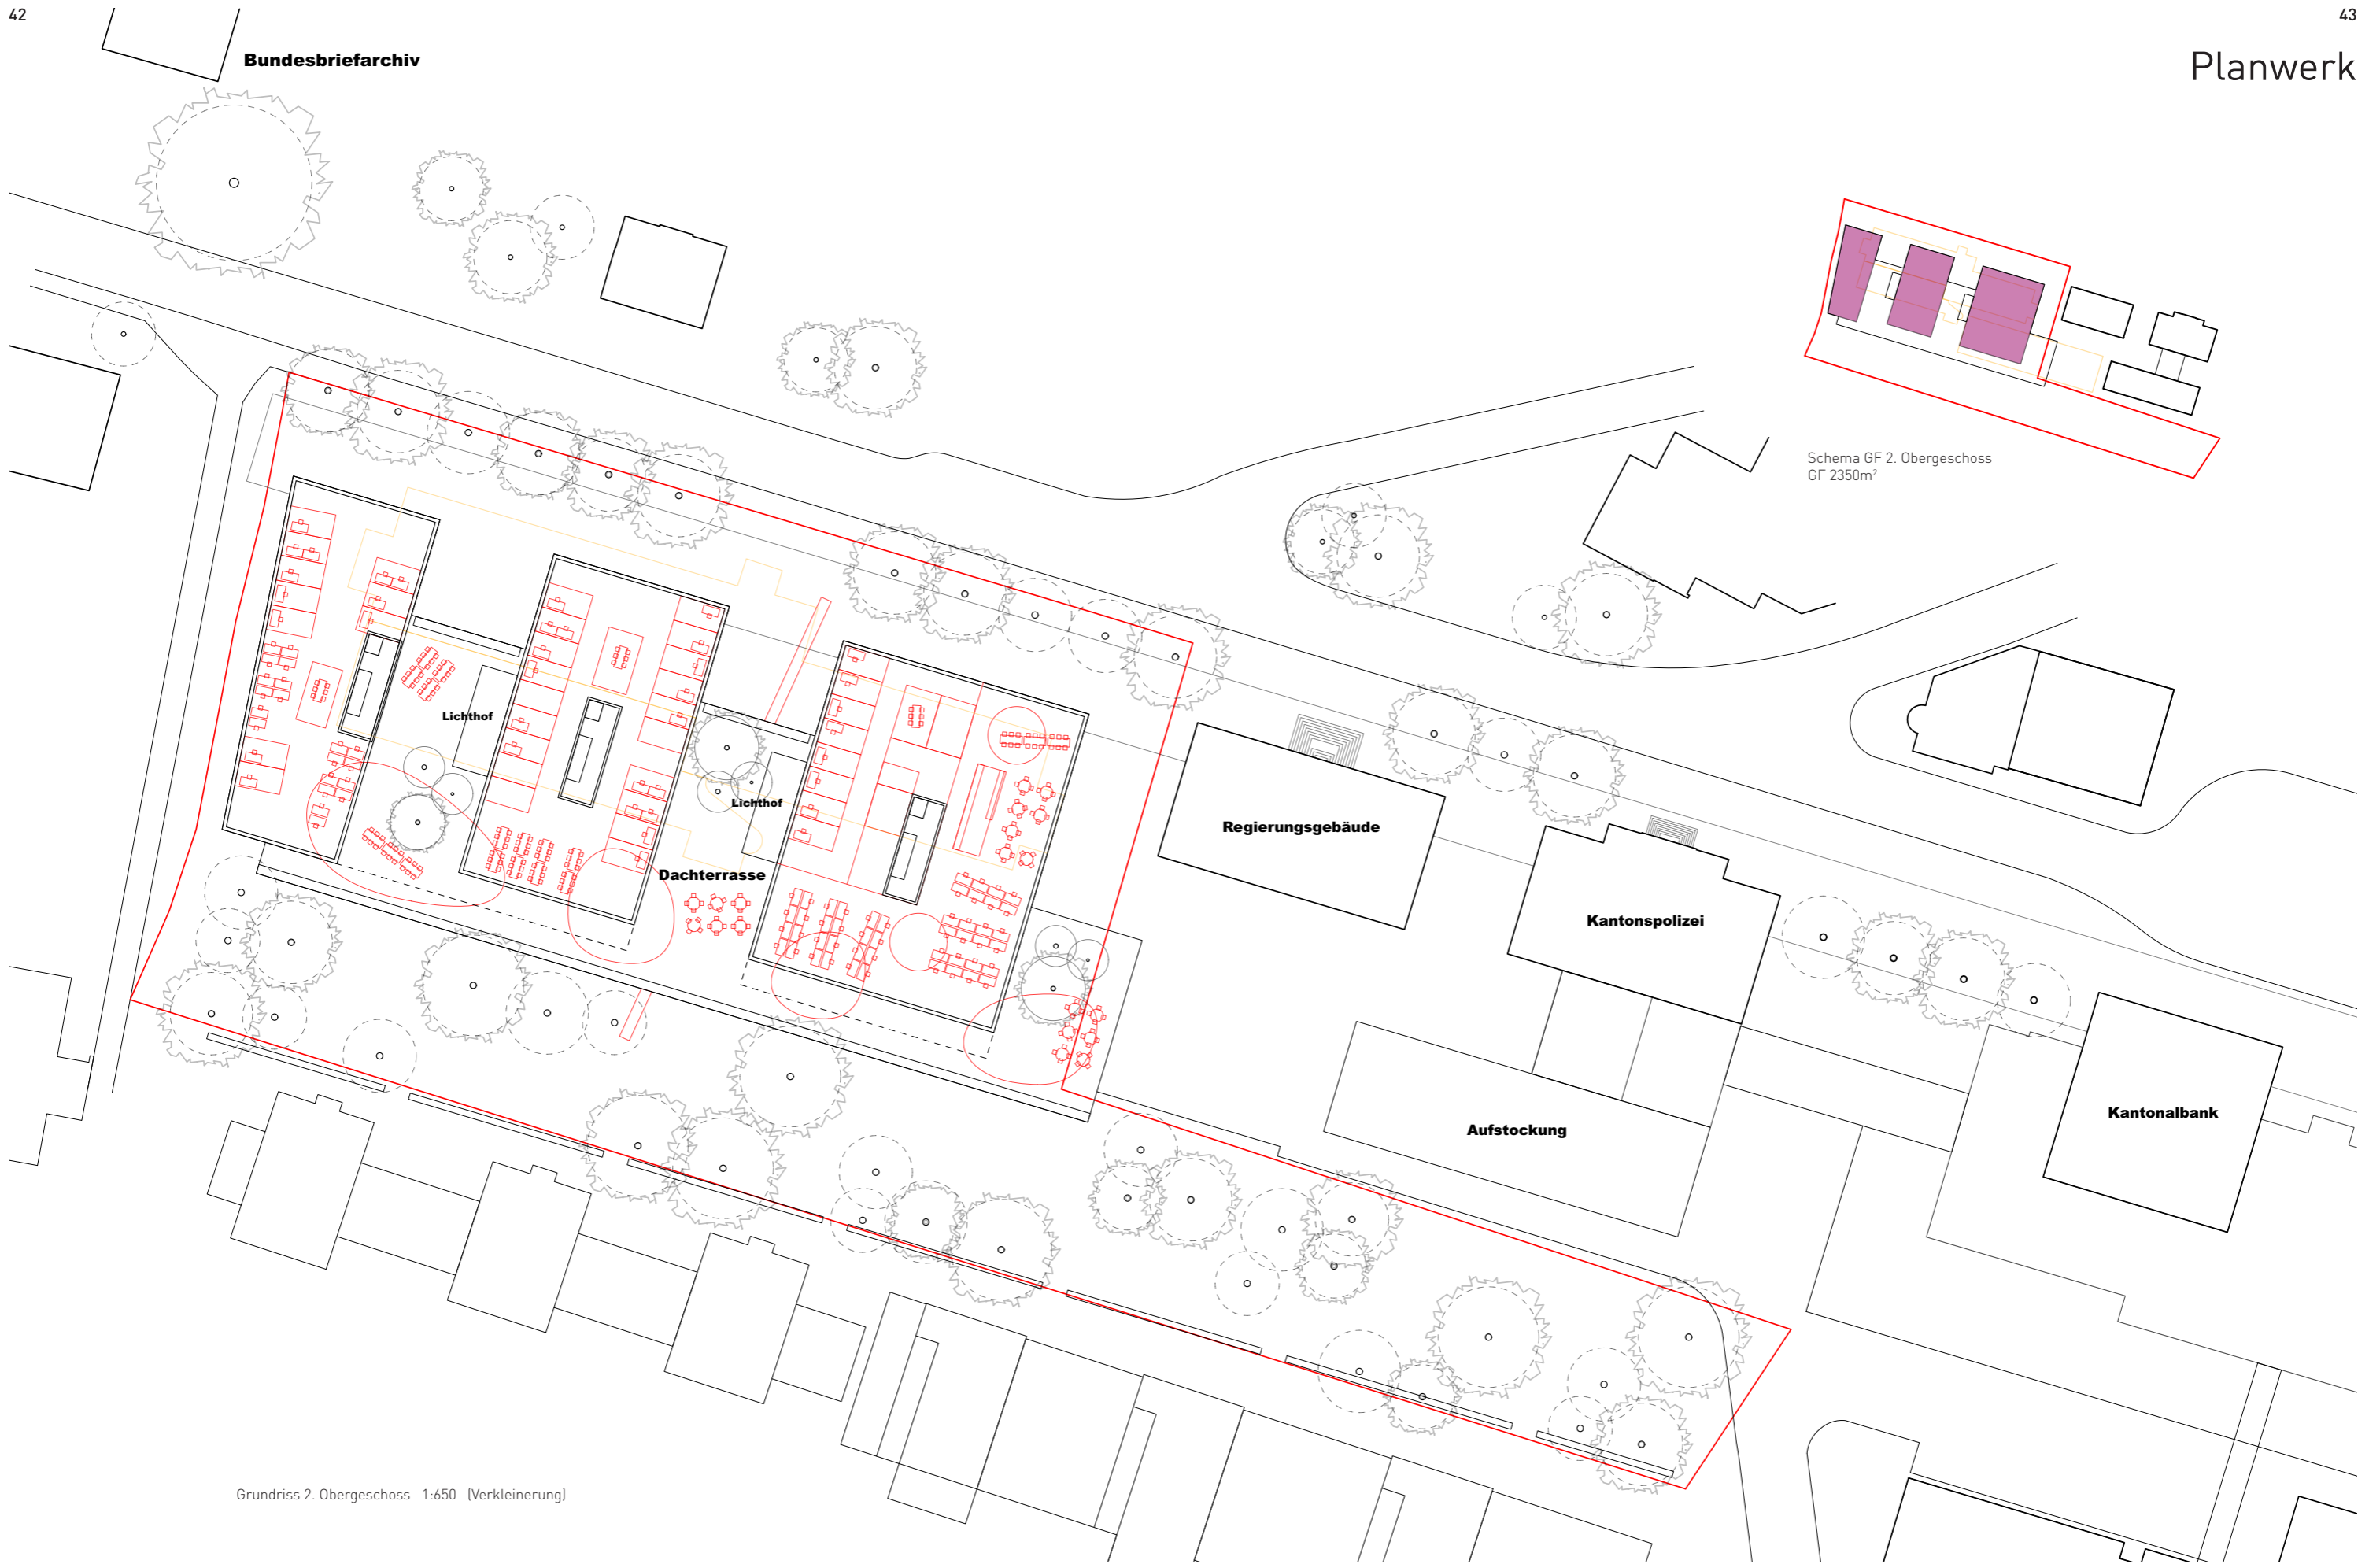 42
43
Planwerk
Bundesbriefarchiv
Schema GF 2. Obergeschoss
GF 2350m²
Lichthof
Lichthof
Regierungsgebäude
Dachterrasse
Kantonspolizei
Kantonalbank
Aufstockung
Grundriss 2. Obergeschoss 1:650 (Verkleinerung)